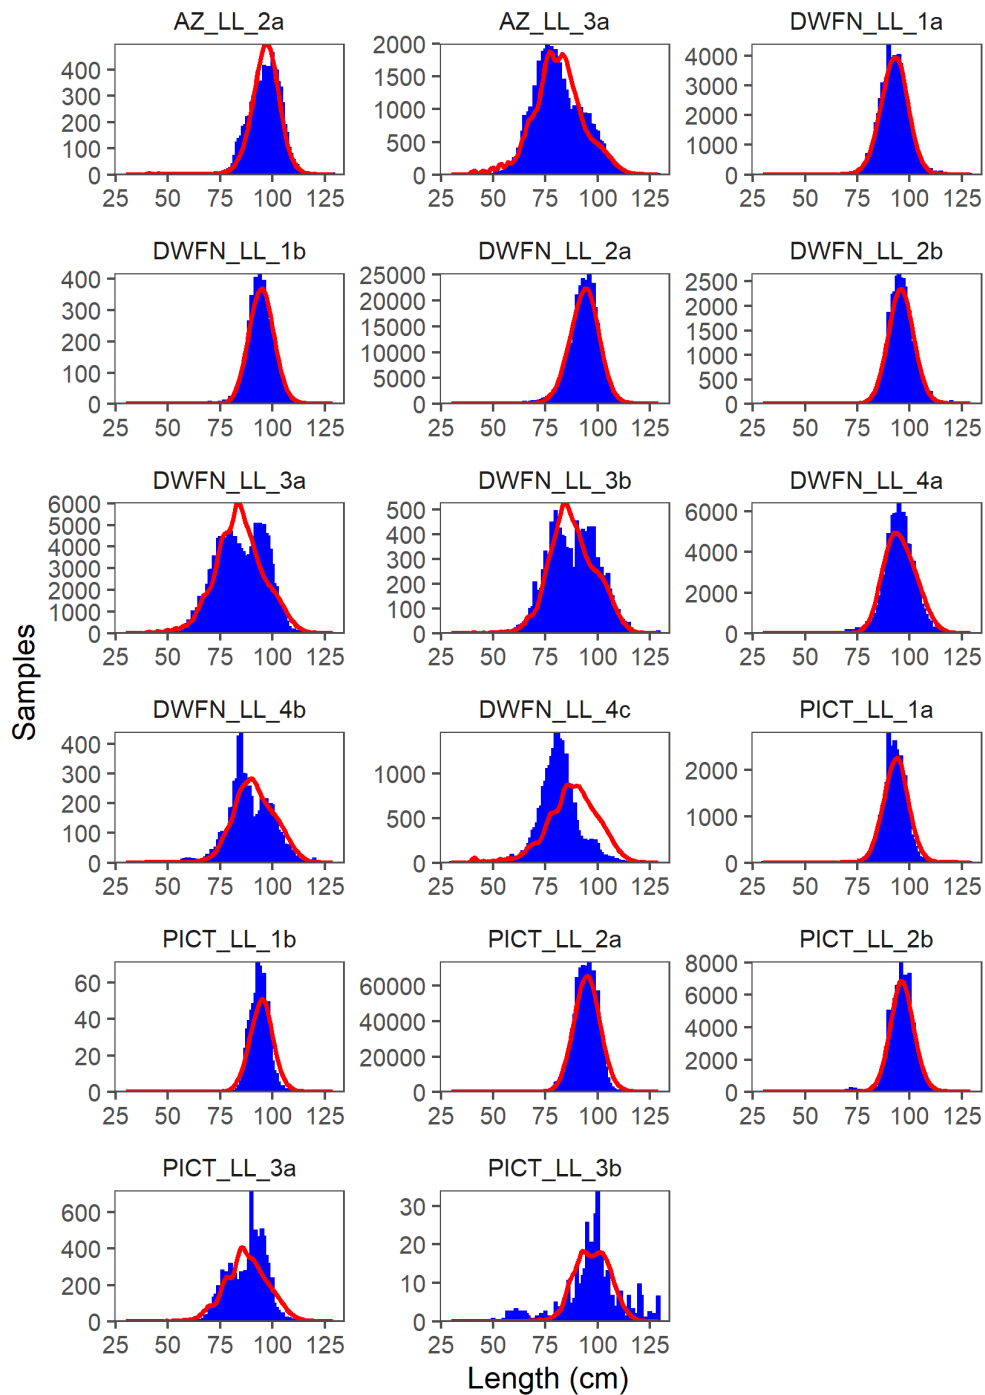 AZ_LL_2a
AZ_LL_3a
DWFN_LL_1a
400
300
200
100
0
2000
1500
1000
500
0
4000
3000
2000
1000
0
25 50 75 100 125
25 50 75 100 125
25 50 75 100 125
DWFN_LL_1b
DWFN_LL_2a
DWFN_LL_2b
400
300
200
100
0
25000
20000
15000
10000
5000
0
2500
2000
1500
1000
500
0
25 50 75 100 125
25 50 75 100 125
25 50 75 100 125
DWFN_LL_3a
DWFN_LL_3b
DWFN_LL_4a
6000
5000
4000
3000
2000
1000
0
500
400
300
200
100
0
6000
4000
2000
0
25 50 75 100 125
25 50 75 100 125
25 50 75 100 125
Samples
DWFN_LL_4b
DWFN_LL_4c
PICT_LL_1a
400
300
200
100
0
1000
500
0
2000
1000
0
25 50 75 100 125
25 50 75 100 125
25 50 75 100 125
PICT_LL_1b
PICT_LL_2a
PICT_LL_2b
60
40
20
0
60000
40000
20000
0
8000
6000
4000
2000
0
25 50 75 100 125
25 50 75 100 125
25 50 75 100 125
PICT_LL_3a
PICT_LL_3b
600
400
200
0
30
20
10
0
25 50 75 100 125
25 50 75 100 125
Length (cm)